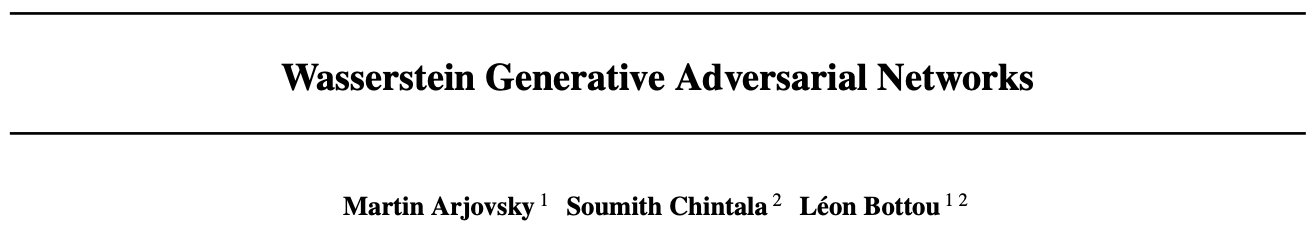 Wasserstein Generative Adversarial Networks
Martin Arjovsky 1 Soumith Chintala 2 Léon Bottou 1 2